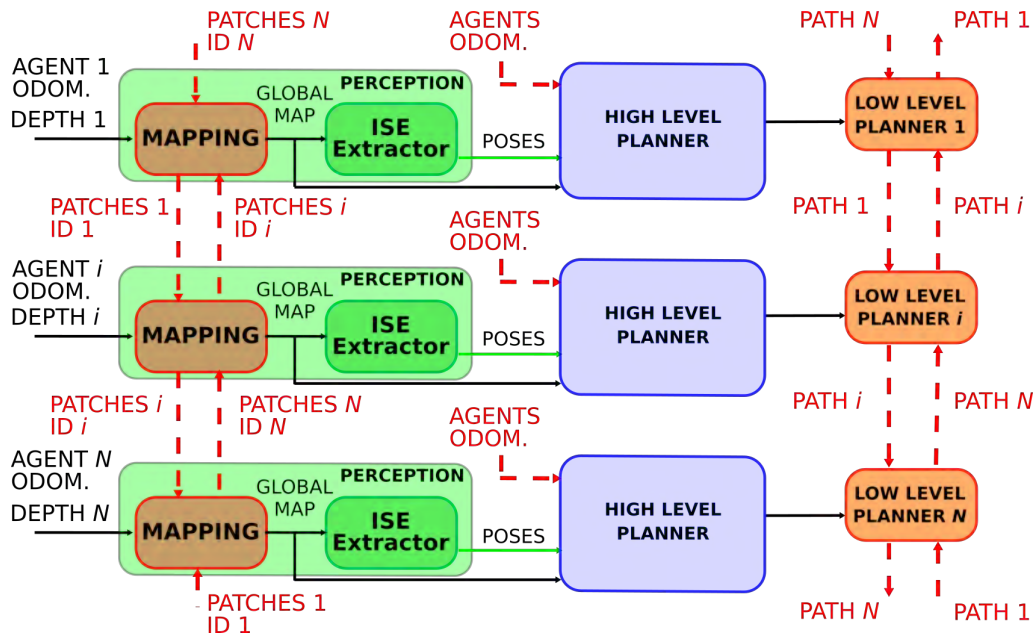 PATCHES N
ID N
AGENTS
ODOM.
PATH N
PATH 1
AGENT 1
ODOM.
DEPTH 1
PERCEPTION
MAPPING
GLOBAL
MAP
ISE
Extractor
POSES
HIGH LEVEL
PLANNER
LOW LEVEL
PLANNER 1
PATCHES 1
ID 1
PATCHES i
ID i
AGENTS
ODOM.
PATH 1
PATH i
AGENT i
ODOM.
DEPTH i
PERCEPTION
MAPPING
GLOBAL
MAP
ISE
Extractor
POSES
HIGH LEVEL
PLANNER
LOW LEVEL
PLANNER i
PATCHES i
ID i
PATCHES N
ID N
AGENTS
ODOM.
PATH i
PATH N
AGENT N
ODOM.
DEPTH N
PERCEPTION
MAPPING
GLOBAL
MAP
ISE
Extractor
POSES
HIGH LEVEL
PLANNER
LOW LEVEL
PLANNER N
PATCHES 1
ID 1
PATH N
PATH 1